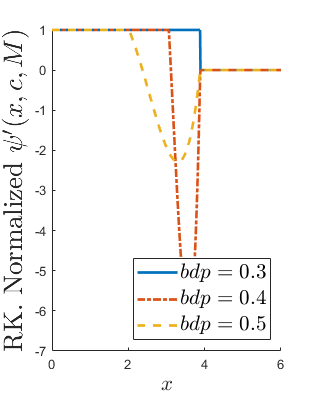 RK. Normalized ψ′(x, c, M)
1
0
-1
-2
-3
-4
-5
-6
-7
bdp = 0.3
bdp = 0.4
bdp = 0.5
0 2 4 6
x